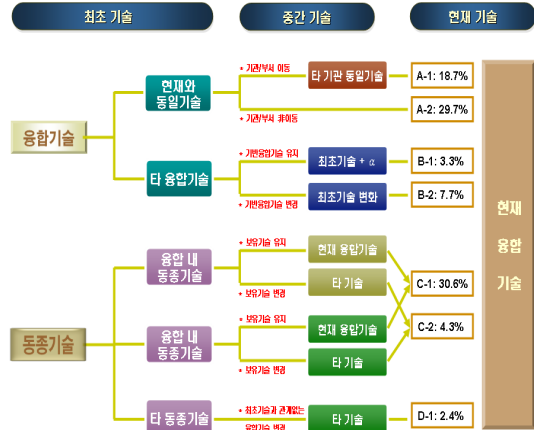 최초 기술
중간 기술
현재 기술
융합기술
현재와
동일기술
* 기관/부서 이동
타 기관 동일기술
A-1: 18.7%
* 기관/부서 非이동
A-2: 29.7%
타 융합기술
* 기반융합기술 유지
최초기술 + α
B-1: 3.3%
* 기반융합기술 변경
최초기술 변화
B-2: 7.7%
동종기술
융합 내
동종기술
* 보유기술 유지
현재 융합기술
* 보유기술 변경
타 기술
C-1: 30.6%
융합 내
동종기술
* 보유기술 유지
현재 융합기술
* 보유기술 변경
타 기술
C-2: 4.3%
타 동종기술
* 최초기술과 관계없는
융합기술 변경
타 기술
D-1: 2.4%
현재
융합
기술